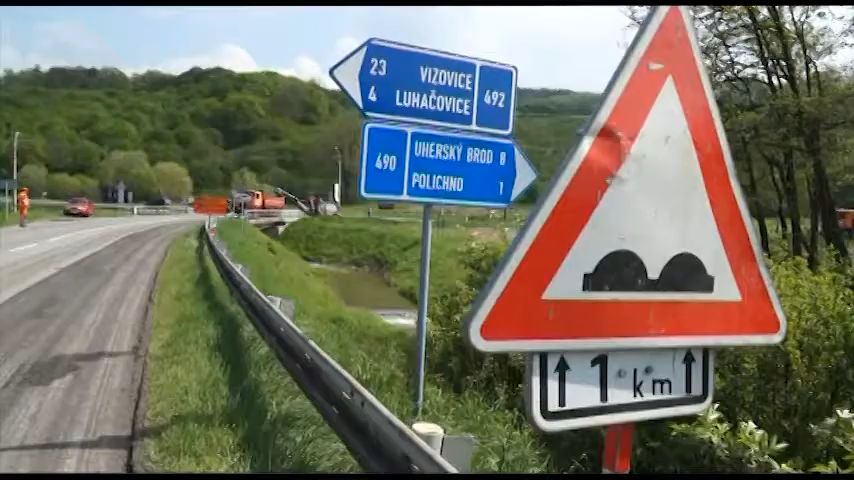 23 VIZOVICE
4 LUHAČOVICE 492
490 UHERSKÝ BROD 8
POLICHNO 1
1 km